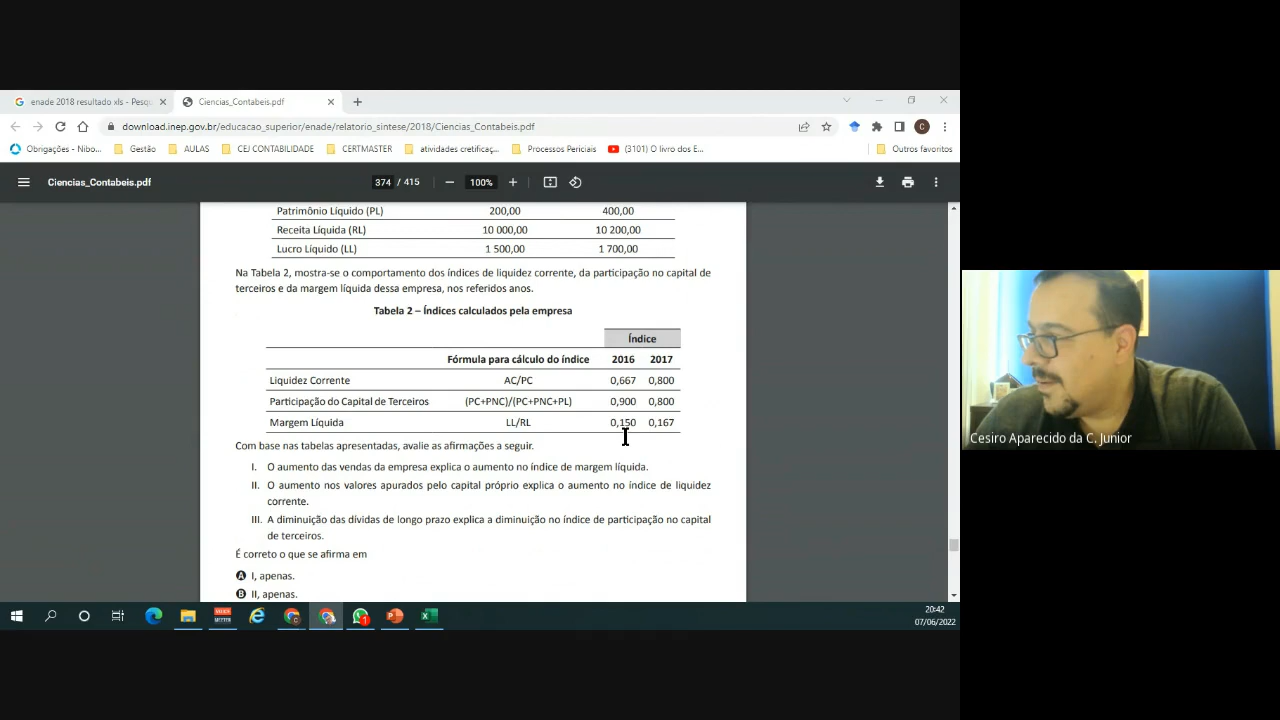 enade 2018 resultado xls - Pesqu
Ciencias_Contabeis.pdf
download.inep.gov.br/educacao_superior/enade/relatorio_sintese/2018/Ciencias_Contabeis.pdf
Obrigações - Nibo...
Gestão
AULAS
CEJ CONTABILIDADE
CERTMASTER
atividades cretificaç...
Processos Periciais
(3101) O livro dos E...
Outros favoritos
Ciencias_Contabeis.pdf
374 / 415
100%
Patrimônio Líquido (PL) 200,00 400,00
Receita Líquida (RL) 10 000,00 10 200,00
Lucro Líquido (LL) 1 500,00 1 700,00
Na Tabela 2, mostra-se o comportamento dos índices de liquidez corrente, da participação no capital de
terceiros e da margem líquida dessa empresa, nos referidos anos.
Tabela 2 – Índices calculados pela empresa
Índice
Fórmula para cálculo do índice 2016 2017
Liquidez Corrente AC/PC 0,667 0,800
Participação do Capital de Terceiros (PC+PNC)/(PC+PNC+PL) 0,900 0,800
Margem Líquida LL/RL 0,150 0,167
Com base nas tabelas apresentadas, avalie as afirmações a seguir.
I. O aumento das vendas da empresa explica o aumento no índice de margem líquida.
II. O aumento nos valores apurados pelo capital próprio explica o aumento no índice de liquidez
corrente.
III. A diminuição das dívidas de longo prazo explica a diminuição no índice de participação no capital
de terceiros.
É correto o que se afirma em
A I, apenas.
B II, apenas.
20:42
07/06/2022
Cesiro Aparecido da C. Junior